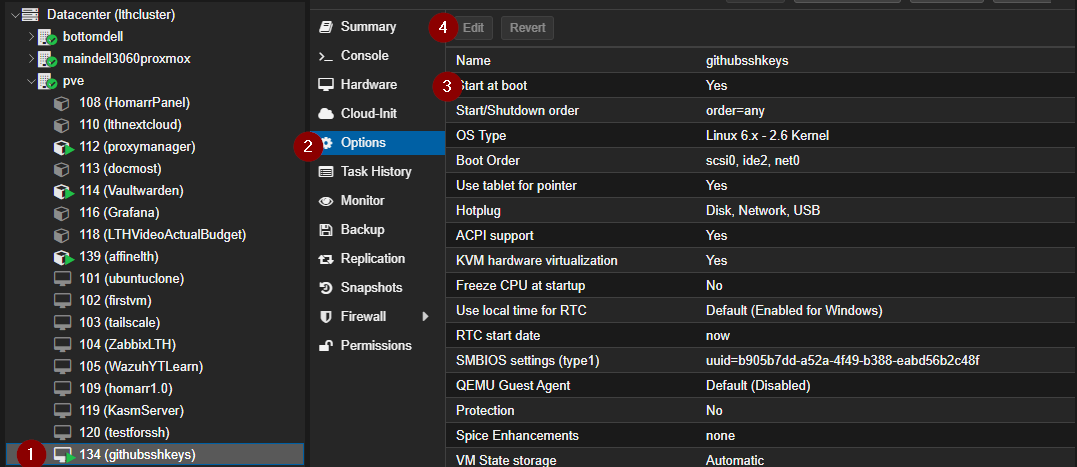 Datacenter (lthcluster)
bottomdell
maindell3060proxmox
pve
108 (HomarrPanel)
110 (lthnextcloud)
112 (proxymanager)
113 (docmost)
114 (Vaultwarden)
116 (Grafana)
118 (LTHVideoActualBudget)
139 (affinelth)
101 (ubuntuclone)
102 (firstvm)
103 (tailscale)
104 (ZabbixLTH)
105 (WazuhYTLearn)
109 (homarr1.0)
119 (KasmServer)
120 (testforssh)
1 134 (githubsshkeys)
Summary
Console
Hardware
Cloud-Init
2 Options
Task History
Monitor
Backup
Replication
Snapshots
Firewall
Permissions
4 Edit Revert
Name githubsshkeys
3 Start at boot Yes
Start/Shutdown order order=any
OS Type Linux 6.x - 2.6 Kernel
Boot Order scsi0, ide2, net0
Use tablet for pointer Yes
Hotplug Disk, Network, USB
ACPI support Yes
KVM hardware virtualization Yes
Freeze CPU at startup No
Use local time for RTC Default (Enabled for Windows)
RTC start date now
SMBIOS settings (type1) uuid=b905b7dd-a52a-4f49-b388-eabd56b2c48f
QEMU Guest Agent Default (Disabled)
Protection No
Spice Enhancements none
VM State storage Automatic